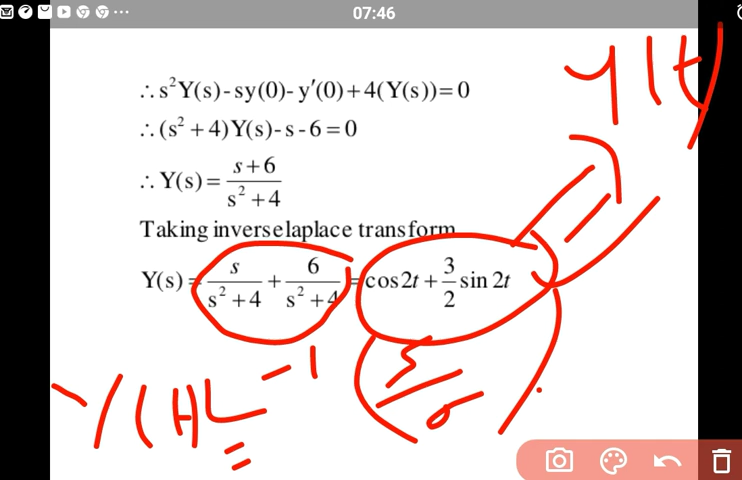 07:46
∴ s²Y(s) - sy(0) - y′(0) + 4(Y(s)) = 0
∴ (s² + 4)Y(s) - s - 6 = 0
∴ Y(s) = (s + 6)/(s² + 4)
Taking inverse laplace transform
Y(s) = s/(s² + 4) + 6/(s² + 4) = cos 2t + 3/2 sin 2t
y(t)
y(t) L⁻¹